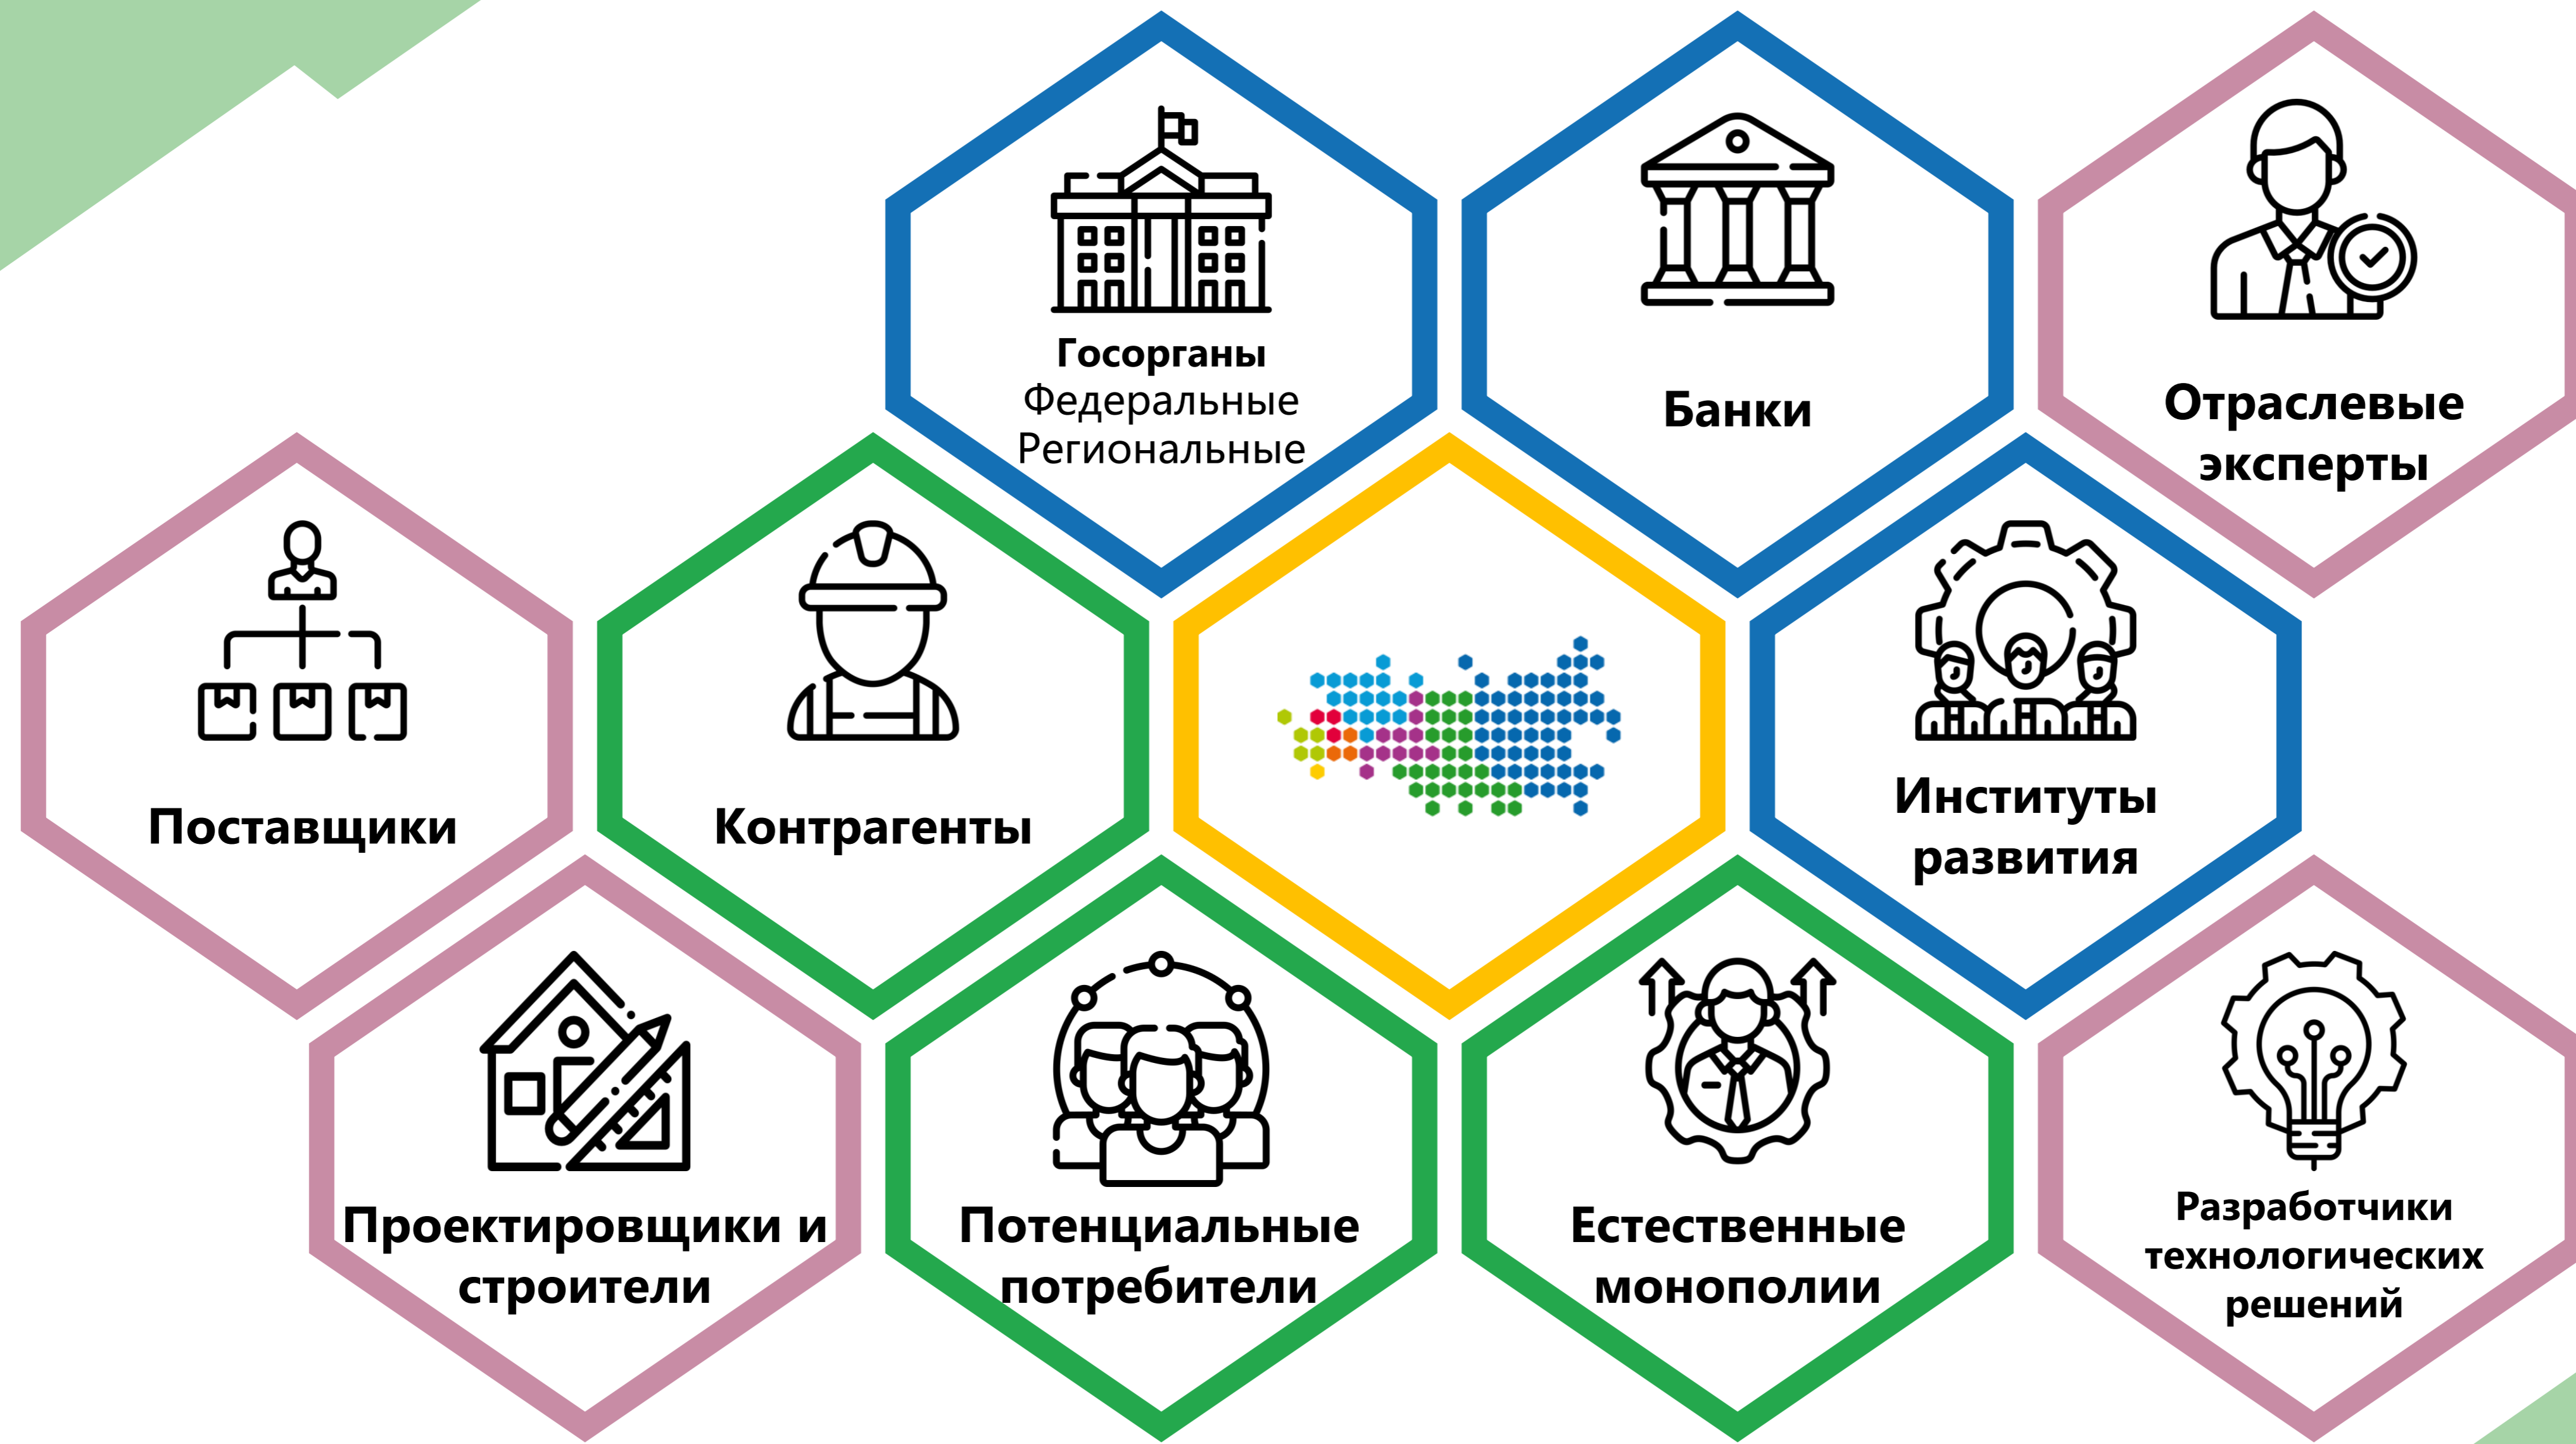 Госорганы
Федеральные
Региональные
Банки
Отраслевые
эксперты
Поставщики
Контрагенты
Институты
развития
Проектировщики и
строители
Потенциальные
потребители
Естественные
монополии
Разработчики
технологических
решений